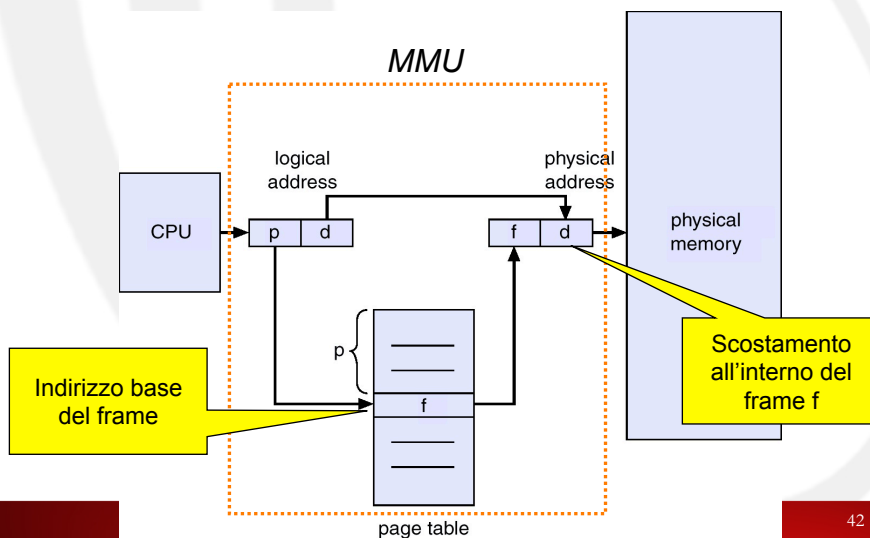 MMU
logical
address
physical
address
CPU
p
d
f
d
physical
memory
p
f
Indirizzo base
del frame
Scostamento
all'interno del
frame f
page table
42